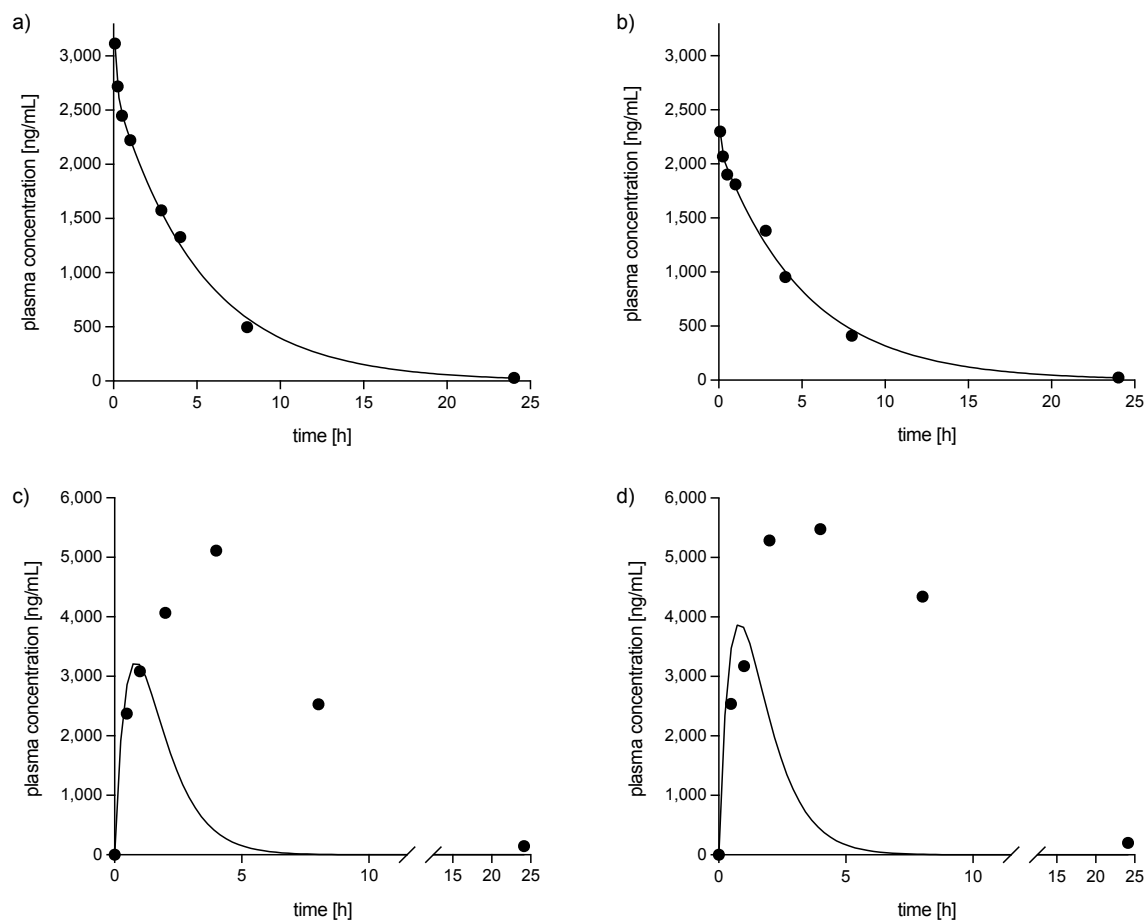 a)
plasma concentration [ng/mL]
3,000
2,500
2,000
1,500
1,000
500
0
0 5 10 15 20 25
time [h]
b)
plasma concentration [ng/mL]
3,000
2,500
2,000
1,500
1,000
500
0
0 5 10 15 20 25
time [h]
c)
plasma concentration [ng/mL]
6,000
5,000
4,000
3,000
2,000
1,000
0
0 5 10 15 20 25
time [h]
d)
plasma concentration [ng/mL]
6,000
5,000
4,000
3,000
2,000
1,000
0
0 5 10 15 20 25
time [h]